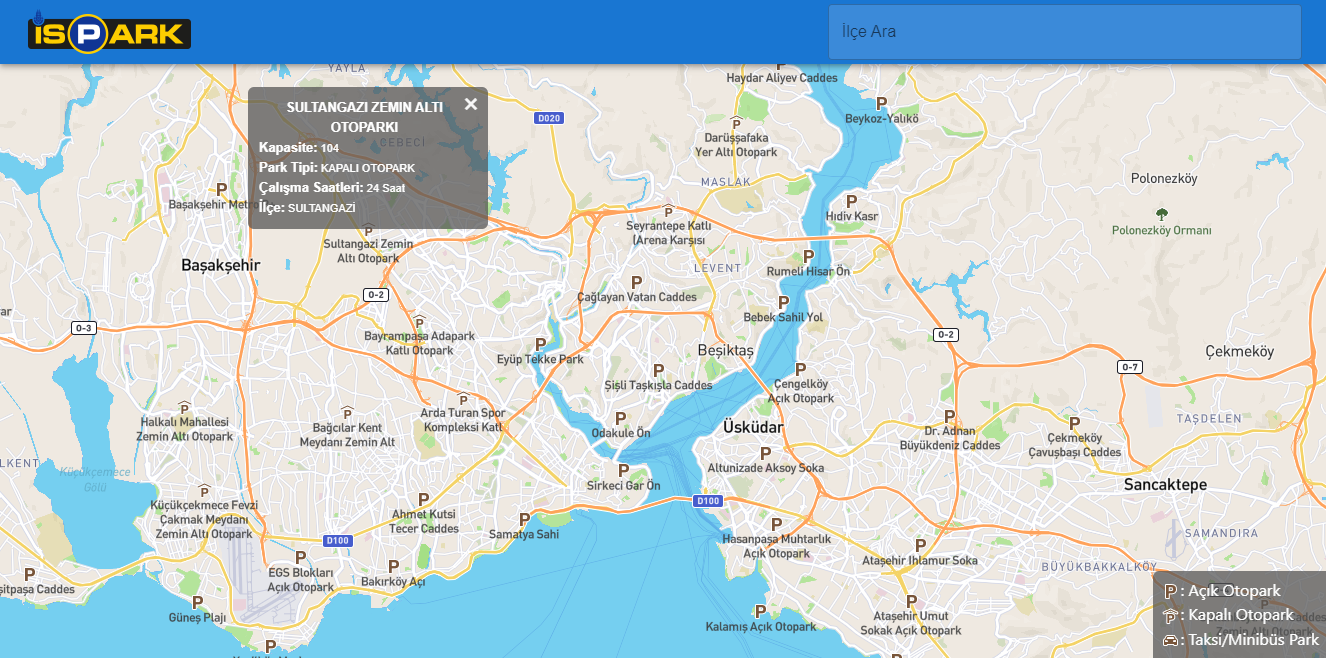 iSPARK
İlçe Ara
YAYLA
Haydar Aliyev Caddes
SULTANGAZI ZEMIN ALTI
OTOPARKI
Kapasite: 104
Park Tipi: KAPALI OTOPARK
Çalışma Saatleri: 24 Saat
İlçe: SULTANGAZİ
CEBECİ
D020
Beykoz-Yalıkö
Darüşşafaka
Yer Altı Otopark
MASLAK
Polonezköy
Polonezköy Ormanı
Başakşehir Metro
Hıdiv Kasr
Seyrantepe Katlı
(Arena Karşısı
Sultangazi Zemin
Altı Otopark
Başakşehir
LEVENT
Rumeli Hisar Ön
O-2
Çağlayan Vatan Caddes
Bebek Sahil Yol
ar
O-3
Bayrampaşa Adapark
Katlı Otopark
Eyüp Tekke Park
Beşiktaş
O-2
Çekmeköy
O-7
Şişli Taşkışla Caddes
Çengelköy
Açık Otopark
Halkalı Mahallesi
Zemin Altı Otopark
Bağcılar Kent
Meydanı Zemin Alt
Arda Turan Spor
Kompleksi Katl
Odakule Ön
Üsküdar
Dr. Adnan
Büyükdeniz Caddes
TAŞDELEN
Çekmeköy
Çavuşbaşı Caddes
LKENT
Küçükçekmece
Gölü
Altunizade Aksoy Soka
Sirkeci Gar Ön
Sancaktepe
D100
Küçükçekmece Fevzi
Çakmak Meydanı
Zemin Altı Otopark
Ahmet Kutsi
Tecer Caddes
Samatya Sahi
D100
Hasanpaşa Muhtarlık
Açık Otopark
SAMANDIRA
Ataşehir Ihlamur Soka
BÜYÜKBAKKALKÖY
EGS Blokları
Açık Otopark
Bakırköy Açı
şitpaşa Caddes
Güneş Plajı
Kalamış Açık Otopark
Ataşehir Umut
Sokak Açık Otopark
P : Açık Otopark
P : Kapalı Otopark
: Taksi/Minibüs Park